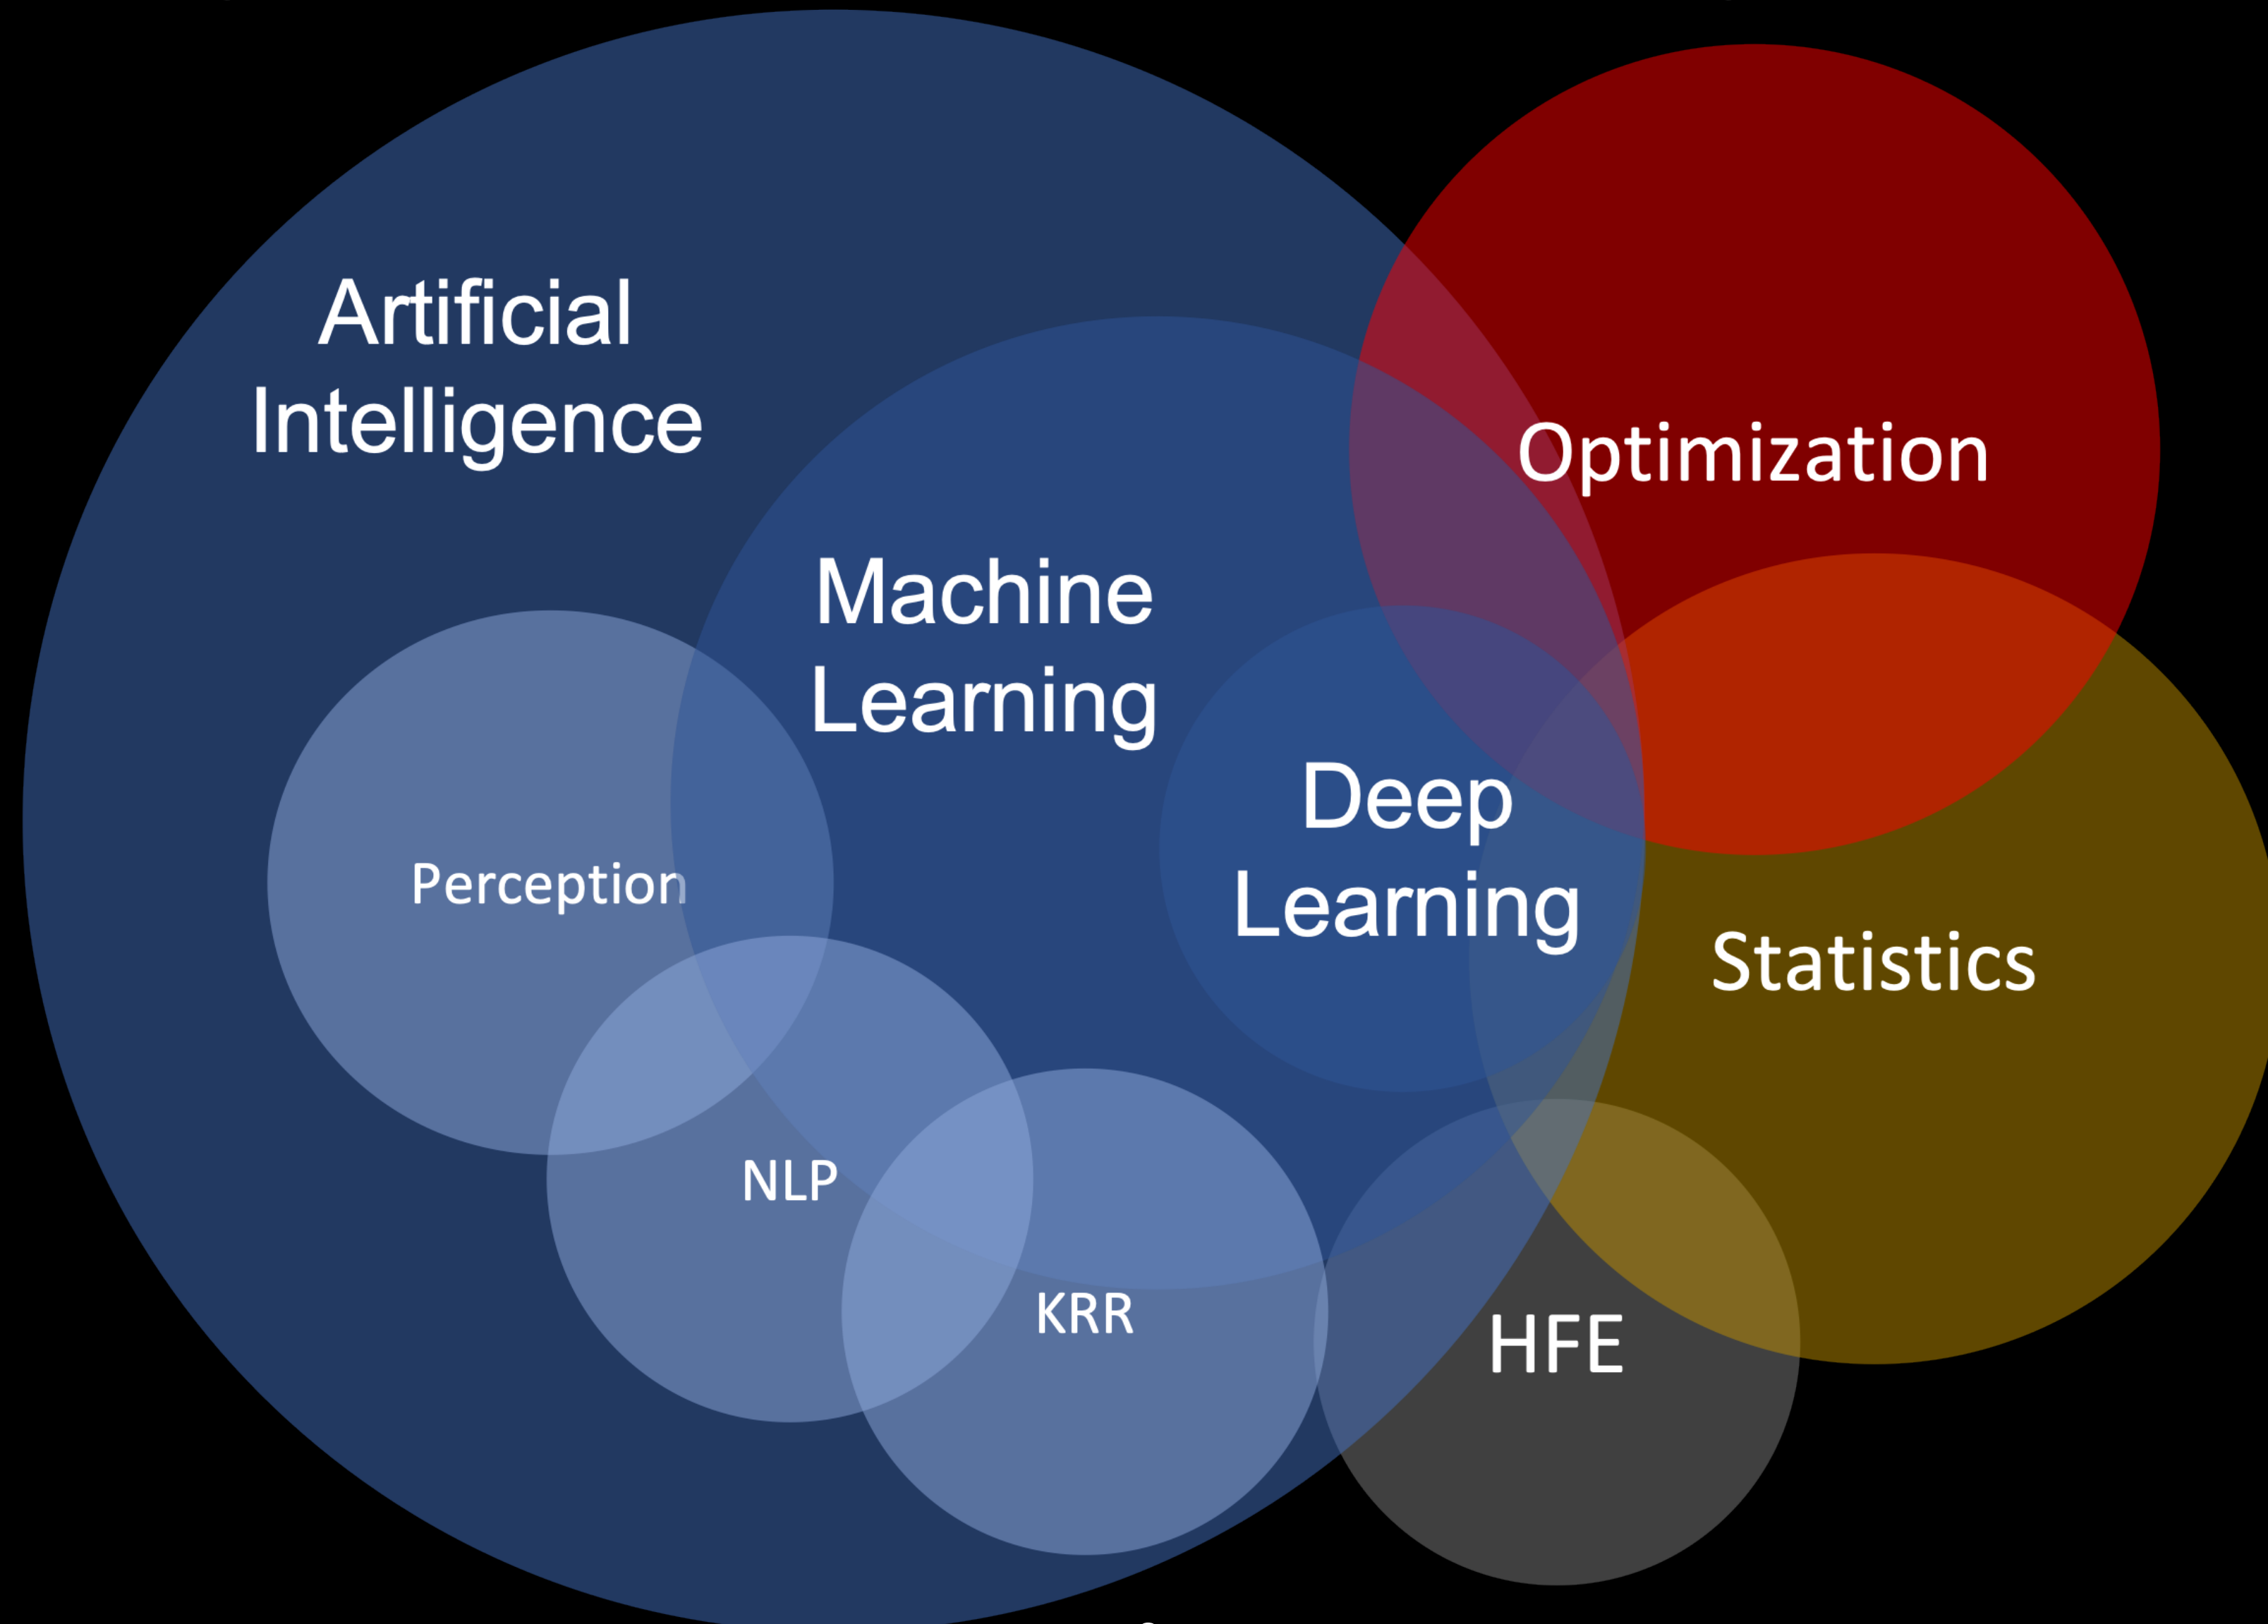 Artificial
Intelligence
Optimization
Machine
Learning
Deep
Learning
Perception
Statistics
NLP
KRR
HFE